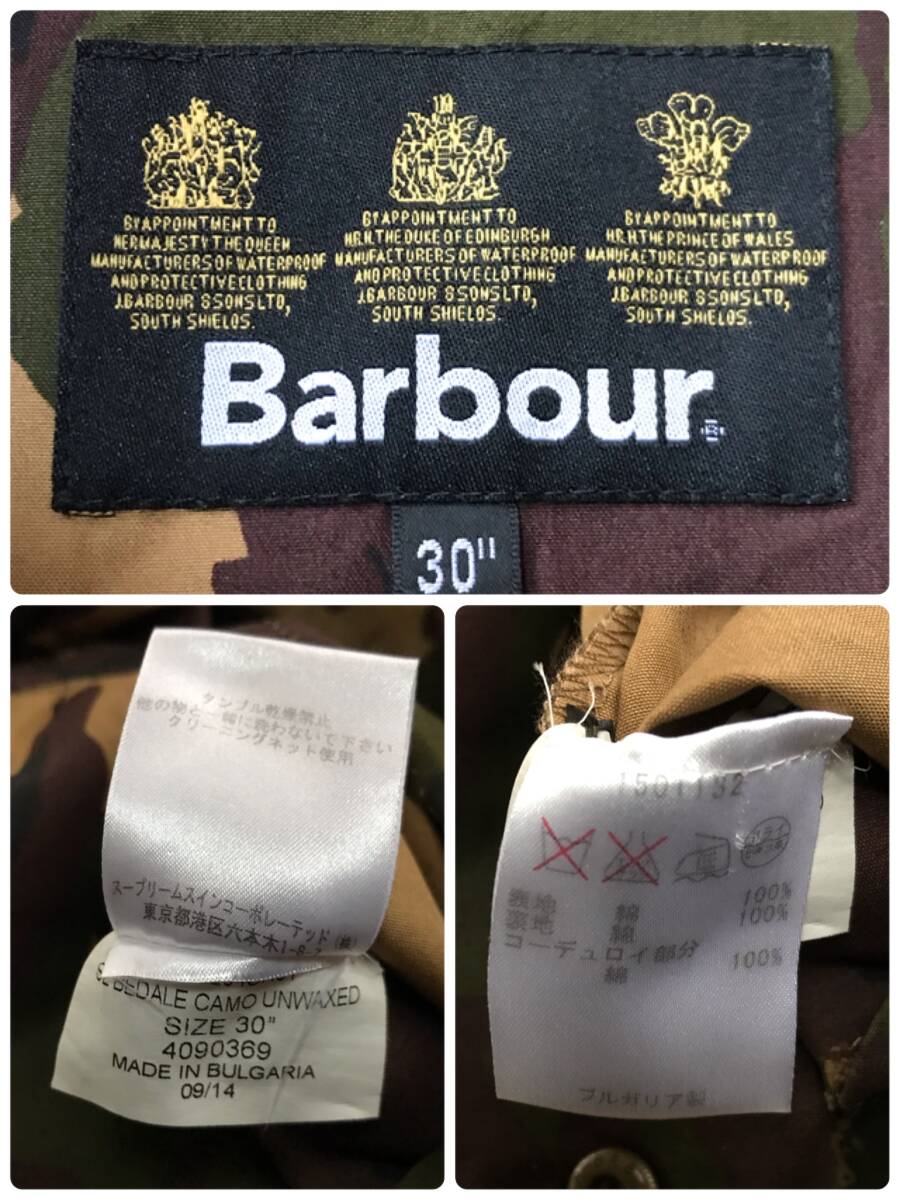 BY APPOINTMENT TO
HER MAJESTY THE QUEEN
MANUFACTURERS OF WATERPROOF
AND PROTECTIVE CLOTHING
J.BARBOUR & SONS LTD,
SOUTH SHIELDS.
BY APPOINTMENT TO
H.R.H. THE DUKE OF EDINBURGH
MANUFACTURERS OF WATERPROOF
AND PROTECTIVE CLOTHING
J.BARBOUR & SONS LTD,
SOUTH SHIELDS.
BY APPOINTMENT TO
H.R.H. THE PRINCE OF WALES
MANUFACTURERS OF WATERPROOF
AND PROTECTIVE CLOTHING
J.BARBOUR & SONS LTD,
SOUTH SHIELDS.
Barbour
30"
タンブル乾燥禁止
他の物と一緒に洗わないで下さい
クリーニングネット使用
スープリームスインコーポレーテッド (株)
東京都港区六本木1-8-
BEDALE CAMO UNWAXED
SIZE 30"
4090369
MADE IN BULGARIA
09/14
1501132
ドライ
表地 綿 100%
裏地 綿 100%
コーデュロイ部分
綿 100%
ブルガリア製